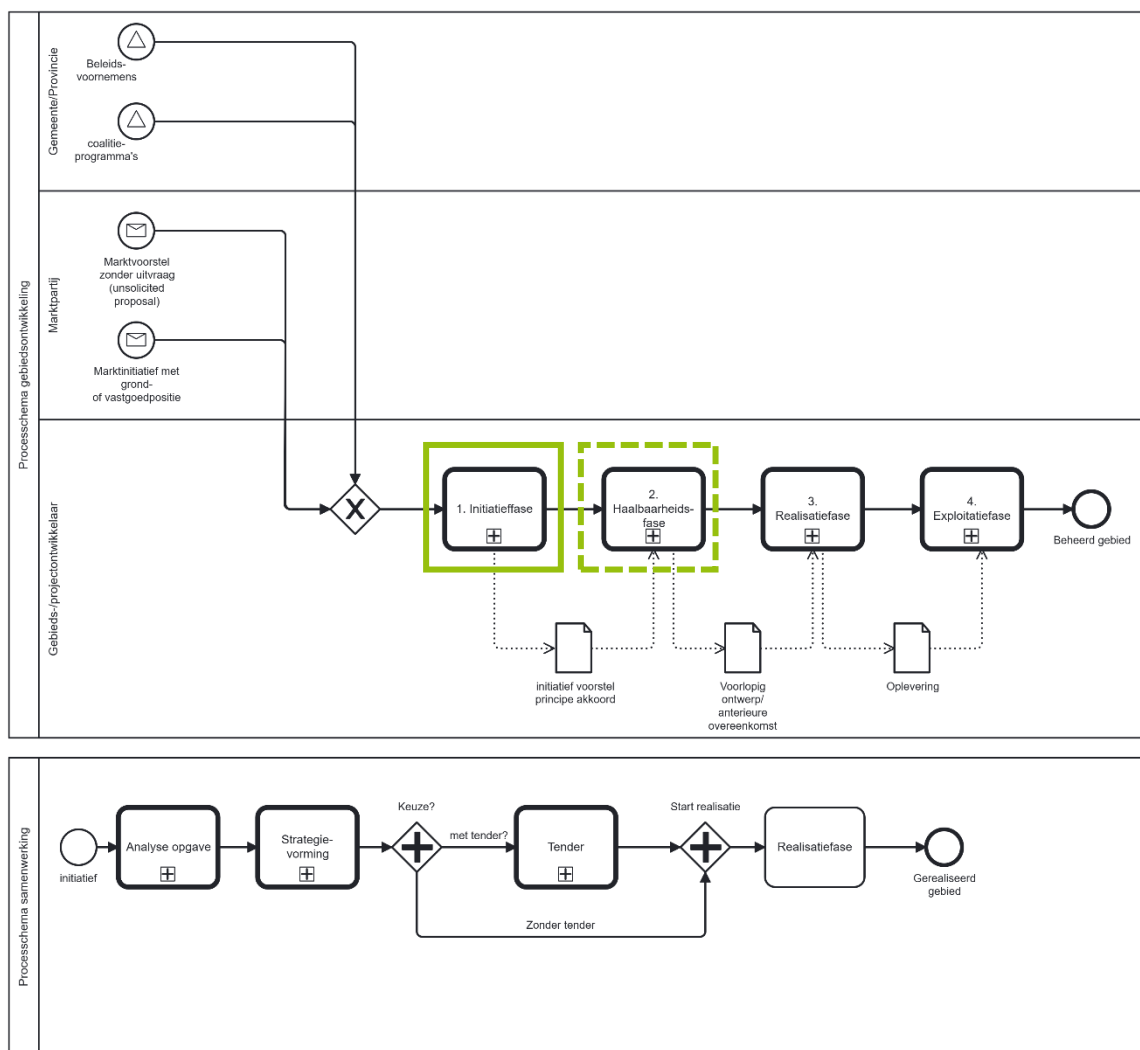 Processchema gebiedsontwikkeling
Gemeente/Provincie
Beleids-
voornemens
coalitie-
programma's
Marktpartij
Marktvoorstel
zonder uitvraag
(unsolicited
proposal)
Marktinitiatief met
grond-
of vastgoedpositie
Gebieds-/projectontwikkelaar
X
1. Initiatieffase
2.
Haalbaarheids-
fase
3.
Realisatiefase
4.
Exploitatiefase
Beheerd gebied
initiatief voorstel
principe akkoord
Voorlopig
ontwerp/
anterieure
overeenkomst
Oplevering
Processchema samenwerking
initiatief
Analyse opgave
Strategie-
vorming
Keuze?
met tender?
Zonder tender
Tender
Start realisatie
Realisatiefase
Gerealiseerd
gebied